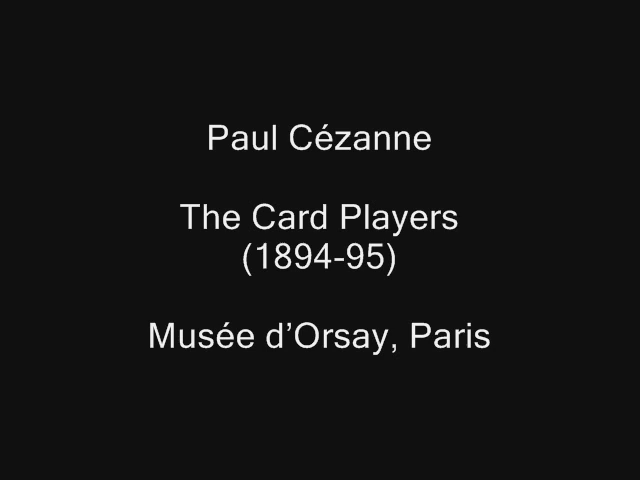 Paul Cézanne
The Card Players
(1894-95)
Musée d’Orsay, Paris